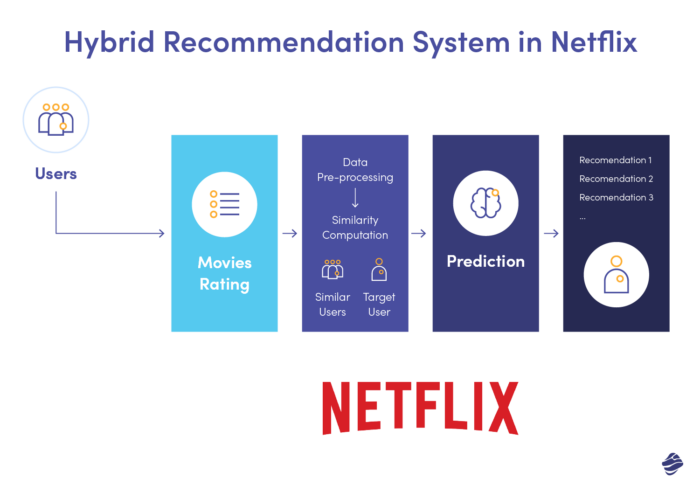 Hybrid Recommendation System in Netflix
Users
Movies
Rating
Data
Pre-processing
Similarity
Computation
Similar
Users
Target
User
Prediction
Recomendation 1
Recomendation 2
Recomendation 3
...
NETFLIX